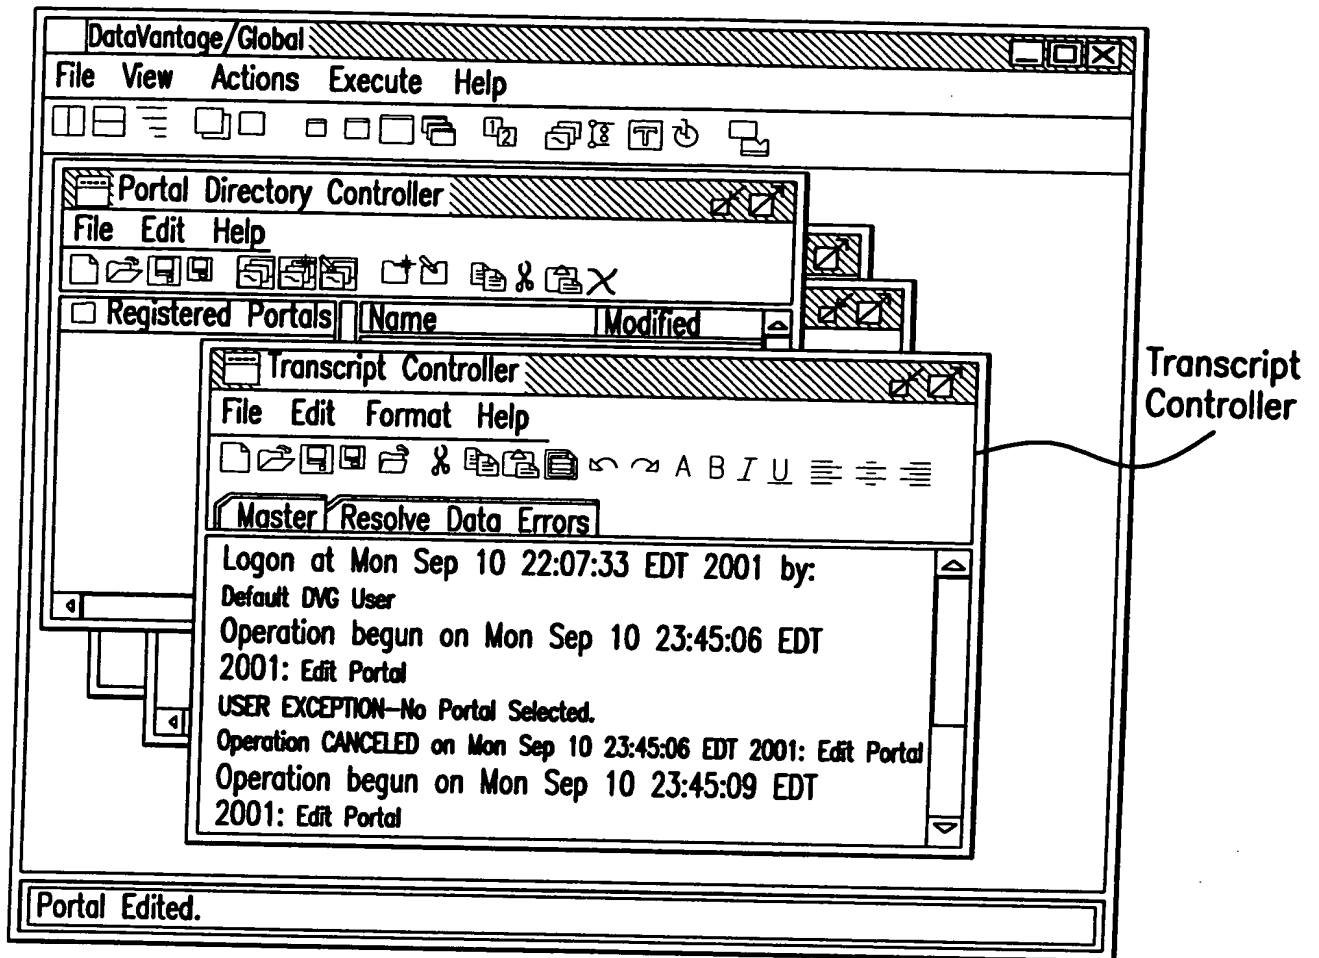 DataVantage/Global
File View Actions Execute Help
1 2 T
Portal Directory Controller
File Edit Help
Registered Portals Name Modified
Transcript Controller
File Edit Format Help
A B I U
Master Resolve Data Errors
Logon at Mon Sep 10 22:07:33 EDT 2001 by:
Default DVG User
Operation begun on Mon Sep 10 23:45:06 EDT
2001: Edit Portal
USER EXCEPTION-No Portal Selected.
Operation CANCELED on Mon Sep 10 23:45:06 EDT 2001: Edit Portal
Operation begun on Mon Sep 10 23:45:09 EDT
2001: Edit Portal
Portal Edited.
Transcript
Controller